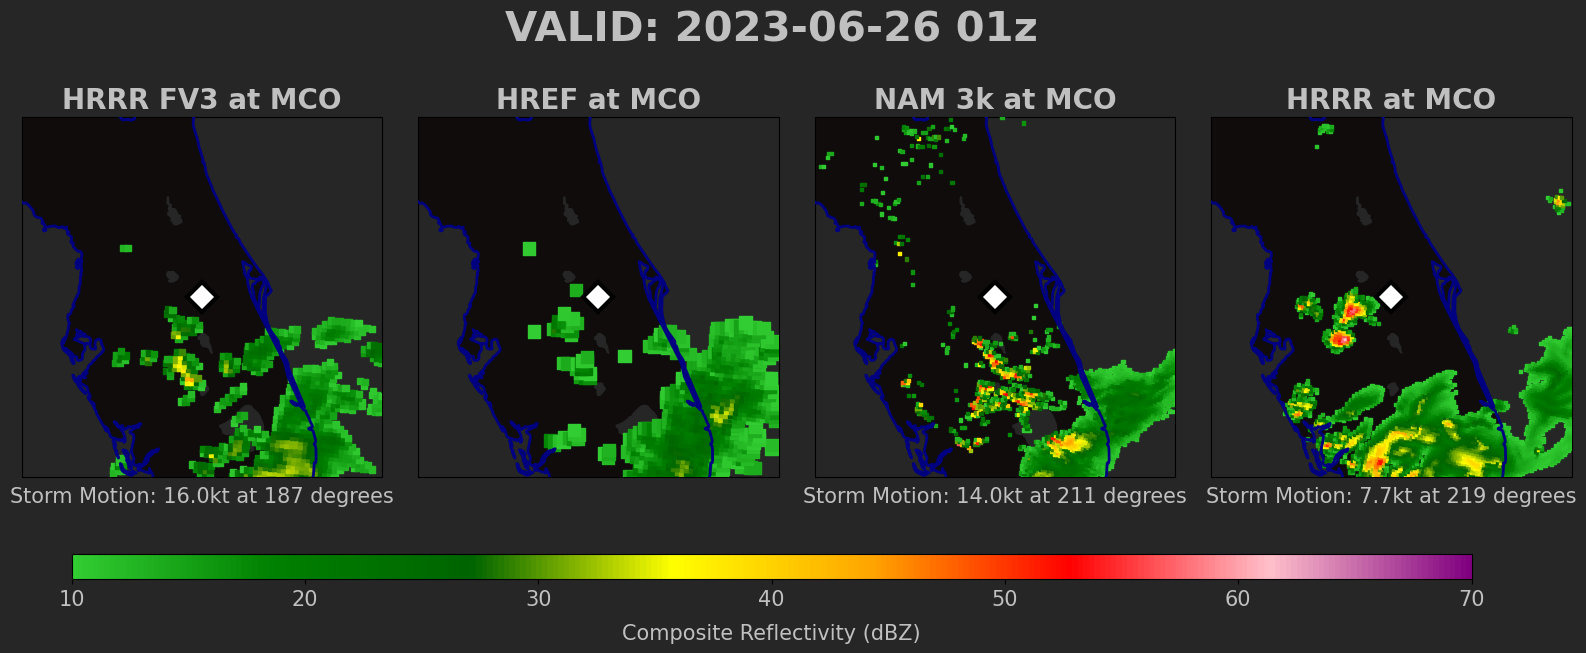 VALID: 2023-06-26 01z
HRRR FV3 at MCO
HREF at MCO
NAM 3k at MCO
HRRR at MCO
Storm Motion: 16.0kt at 187 degrees
Storm Motion: 14.0kt at 211 degrees
Storm Motion: 7.7kt at 219 degrees
10 20 30 40 50 60 70
Composite Reflectivity (dBZ)